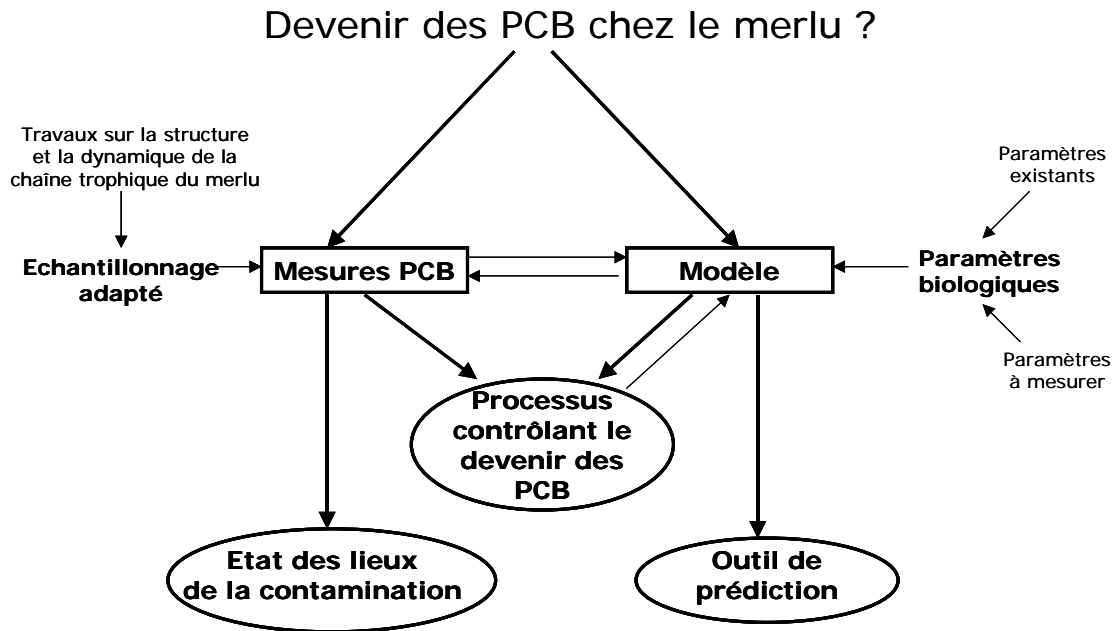 Devenir des PCB chez le merlu ?
Travaux sur la structure
et la dynamique de la
chaîne trophique du merlu
Paramètres
existants
Echantillonnage
adapté
Mesures PCB
Modèle
Paramètres
biologiques
Paramètres
à mesurer
Processus
contrôlant le
devenir des
PCB
Etat des lieux
de la contamination
Outil de
prédiction